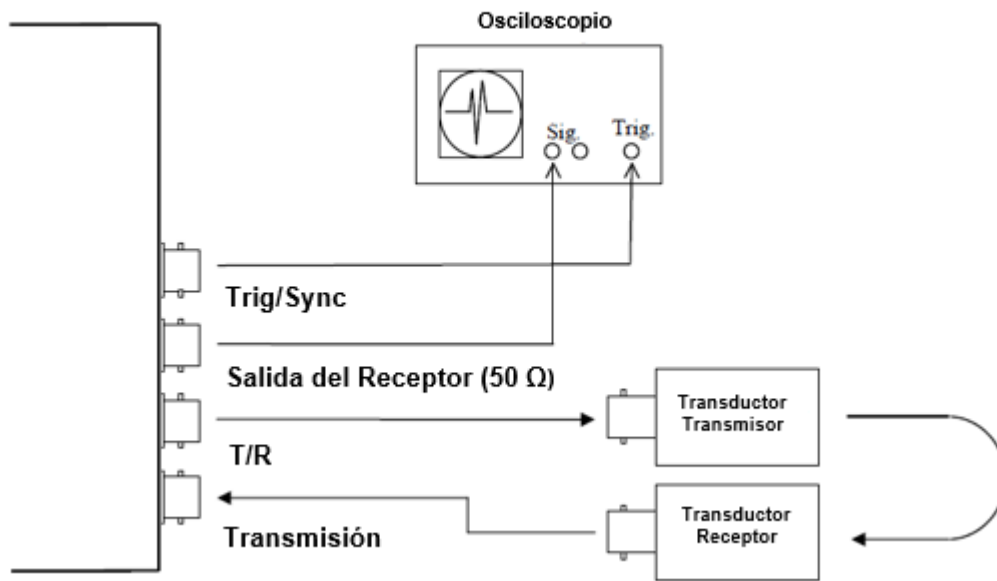 Osciloscopio
Sig.
Trig.
Trig/Sync
Salida del Receptor (50 Ω)
T/R
Transmisión
Transductor
Transmisor
Transductor
Receptor